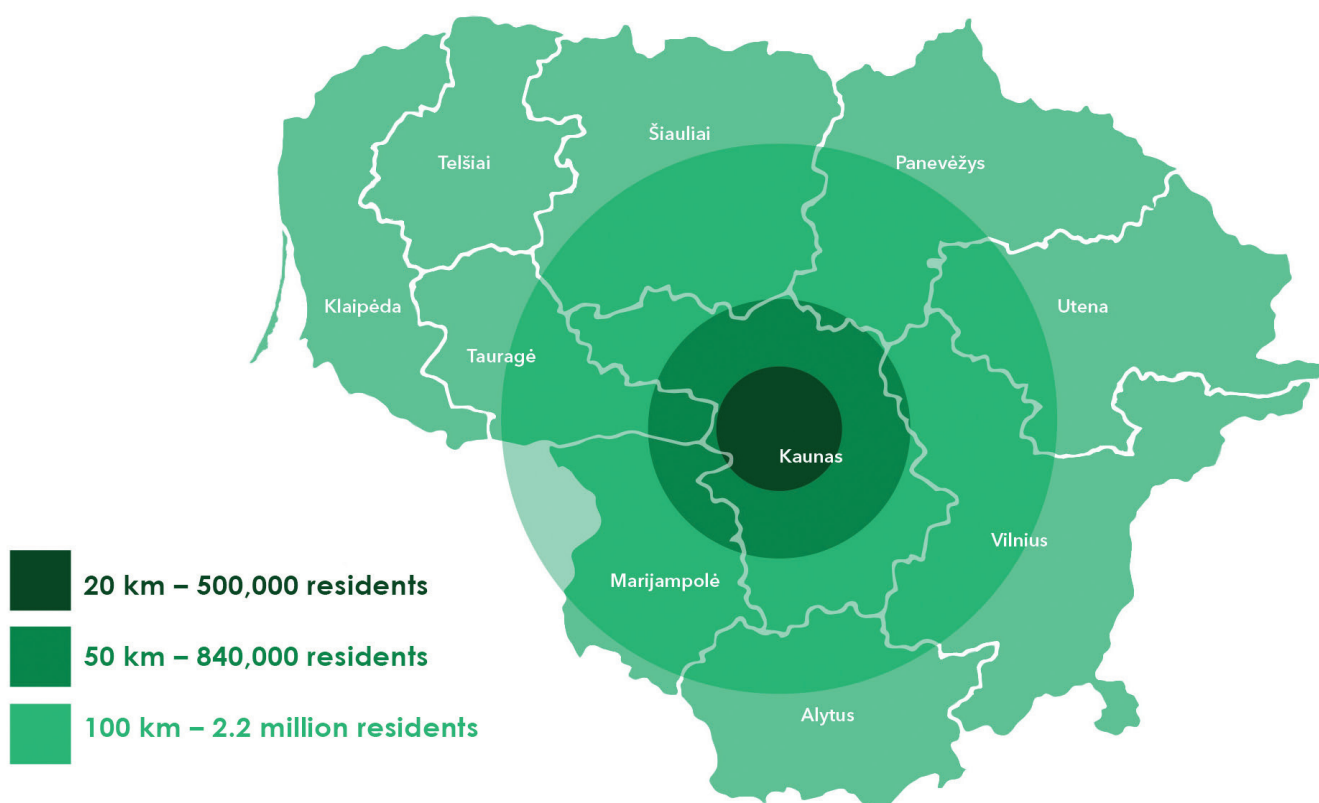 Šiauliai
Telšiai
Panevėžys
Klaipėda
Utena
Tauragė
Kaunas
Vilnius
Marijampolė
Alytus
20 km – 500,000 residents
50 km – 840,000 residents
100 km – 2.2 million residents